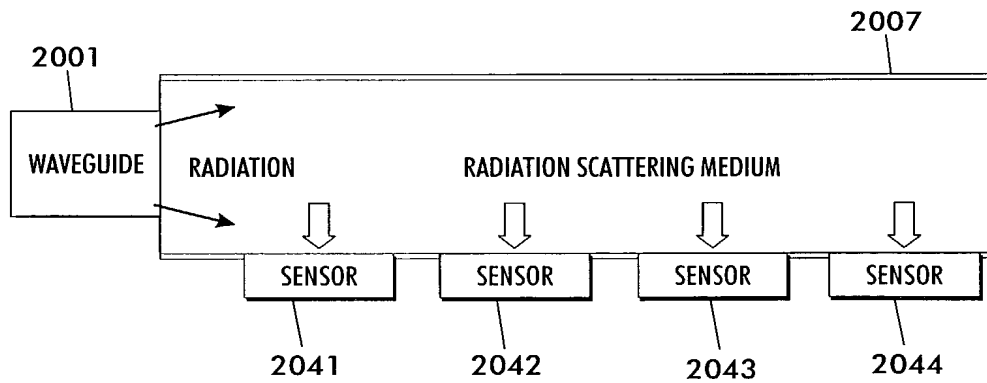 2007
2001
WAVEGUIDE
RADIATION
RADIATION SCATTERING MEDIUM
SENSOR
SENSOR
SENSOR
SENSOR
2041
2042
2043
2044